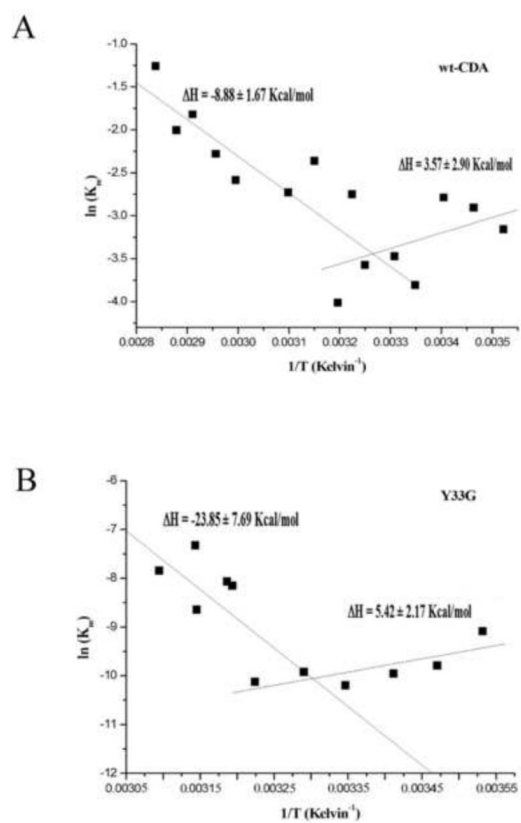 A
wt-CDA
ΔH = -8.88 ± 1.67 Kcal/mol
ΔH = 3.57 ± 2.90 Kcal/mol
ln (Km)
-1.0
-1.5
-2.0
-2.5
-3.0
-3.5
-4.0
0.0028 0.0029 0.0030 0.0031 0.0032 0.0033 0.0034 0.0035
1/T (Kelvin⁻¹)
B
Y33G
ΔH = -23.85 ± 7.69 Kcal/mol
ΔH = 5.42 ± 2.17 Kcal/mol
ln (Km)
-6
-7
-8
-9
-10
-11
-12
0.00305 0.00315 0.00325 0.00335 0.00345 0.00355
1/T (Kelvin⁻¹)